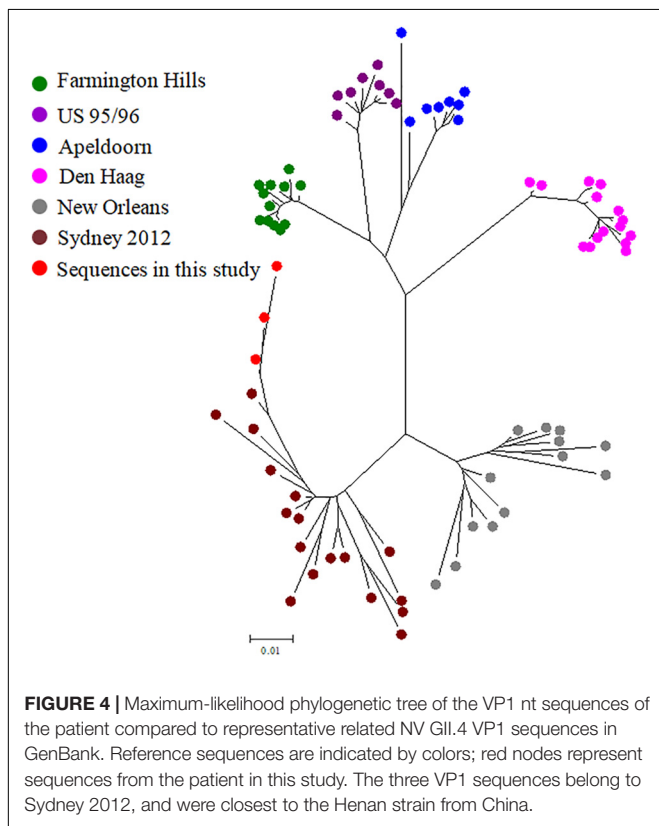 Farmington Hills
US 95/96
Apeldoorn
Den Haag
New Orleans
Sydney 2012
Sequences in this study
0.01
FIGURE 4 | Maximum-likelihood phylogenetic tree of the VP1 nt sequences of
the patient compared to representative related NV GII.4 VP1 sequences in
GenBank. Reference sequences are indicated by colors; red nodes represent
sequences from the patient in this study. The three VP1 sequences belong to
Sydney 2012, and were closest to the Henan strain from China.